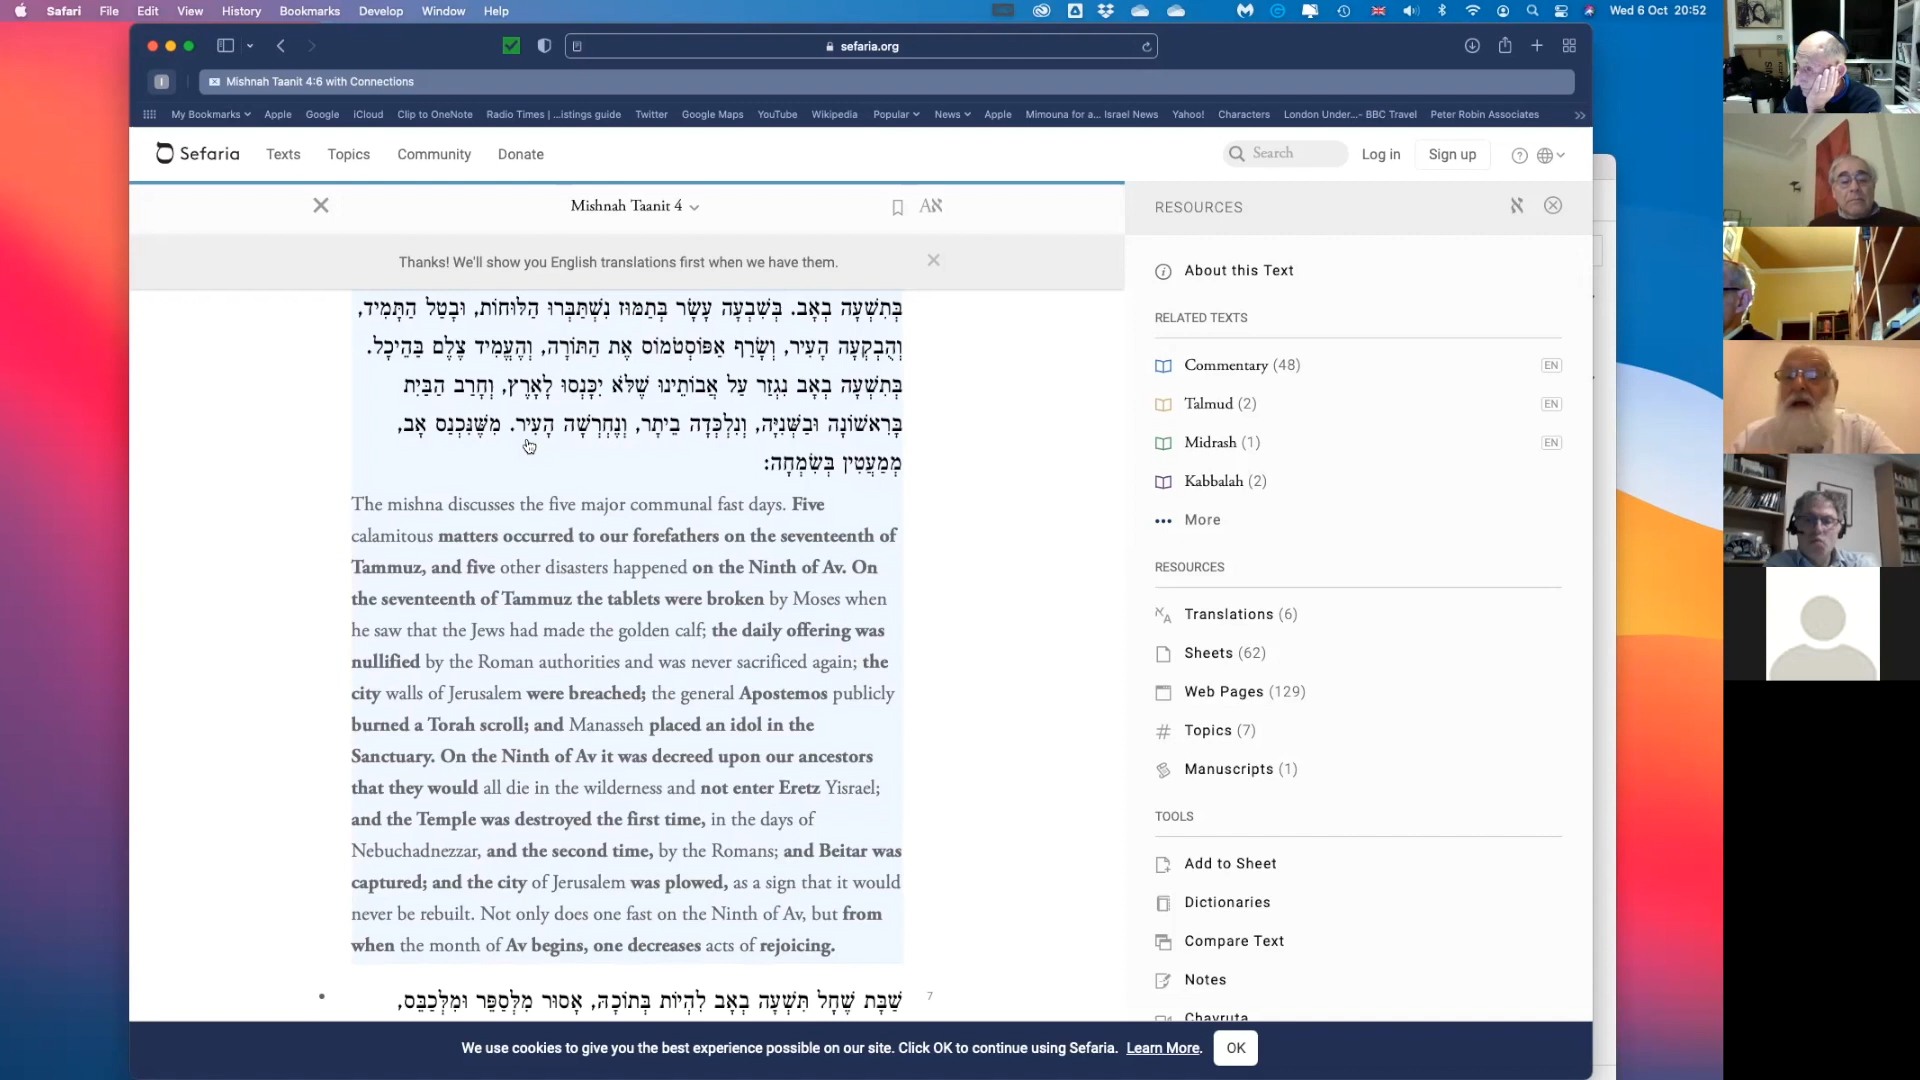 Safari File Edit View History Bookmarks Develop Window Help Wed 6 Oct 20:52
sefaria.org
I Mishnah Taanit 4:6 with Connections
My Bookmarks Apple Google iCloud Clip to OneNote Radio Times | ...istings guide Twitter Google Maps YouTube Wikipedia Popular News Apple Mimouna for a... Israel News Yahoo! Characters London Under...- BBC Travel Peter Robin Associates
Sefaria Texts Topics Community Donate Search Log in Sign up
Mishnah Taanit 4
Thanks! We'll show you English translations first when we have them.
בְּתִשְׁעָה בְאָב. בְּשִׁבְעָה עָשָׂר בְּתַמּוּז נִשְׁתַּבְּרוּ הַלּוּחוֹת, וּבָטַל הַתָּמִיד,
וְהֻבְקְעָה הָעִיר, וְשָׂרַף אַפּוֹסְטֹמוֹס אֶת הַתּוֹרָה, וְהֶעֱמִיד צֶלֶם בַּהֵיכָל.
בְּתִשְׁעָה בְאָב נִגְזַר עַל אֲבוֹתֵינוּ שֶׁלֹּא יִכָּנְסוּ לָאָרֶץ, וְחָרַב הַבַּיִת
בָּרִאשׁוֹנָה וּבַשְּׁנִיָּה, וְנִלְכְּדָה בֵיתָר, וְנֶחְרְשָׁה הָעִיר. מִשֶּׁנִּכְנַס אָב,
מְמַעֲטִין בְּשִׂמְחָה:
The mishna discusses the five major communal fast days. Five
calamitous matters occurred to our forefathers on the seventeenth of
Tammuz, and five other disasters happened on the Ninth of Av. On
the seventeenth of Tammuz the tablets were broken by Moses when
he saw that the Jews had made the golden calf; the daily offering was
nullified by the Roman authorities and was never sacrificed again; the
city walls of Jerusalem were breached; the general Apostemos publicly
burned a Torah scroll; and Manasseh placed an idol in the
Sanctuary. On the Ninth of Av it was decreed upon our ancestors
that they would all die in the wilderness and not enter Eretz Yisrael;
and the Temple was destroyed the first time, in the days of
Nebuchadnezzar, and the second time, by the Romans; and Beitar was
captured; and the city of Jerusalem was plowed, as a sign that it would
never be rebuilt. Not only does one fast on the Ninth of Av, but from
when the month of Av begins, one decreases acts of rejoicing.
7
שַׁבָּת שֶׁחָל תִּשְׁעָה בְאָב לִהְיוֹת בְּתוֹכָהּ, אָסוּר מִלְּסַפֵּר וּמִלְּכַבֵּס,
RESOURCES
About this Text
RELATED TEXTS
Commentary (48) EN
Talmud (2) EN
Midrash (1) EN
Kabbalah (2)
More
RESOURCES
Translations (6)
Sheets (62)
Web Pages (129)
Topics (7)
Manuscripts (1)
TOOLS
Add to Sheet
Dictionaries
Compare Text
Notes
Chavruta
We use cookies to give you the best experience possible on our site. Click OK to continue using Sefaria. Learn More. OK